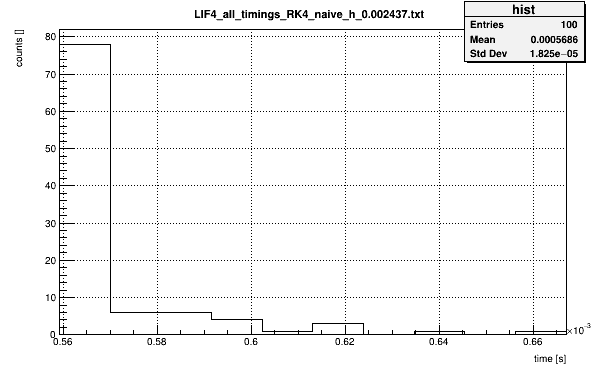 LIF4_all_timings_RK4_naive_h_0.002437.txt
hist
Entries 100
Mean 0.0005686
Std Dev 1.825e−05
counts []
80
70
60
50
40
30
20
10
0
0.56 0.58 0.6 0.62 0.64 0.66
×10⁻³
time [s]